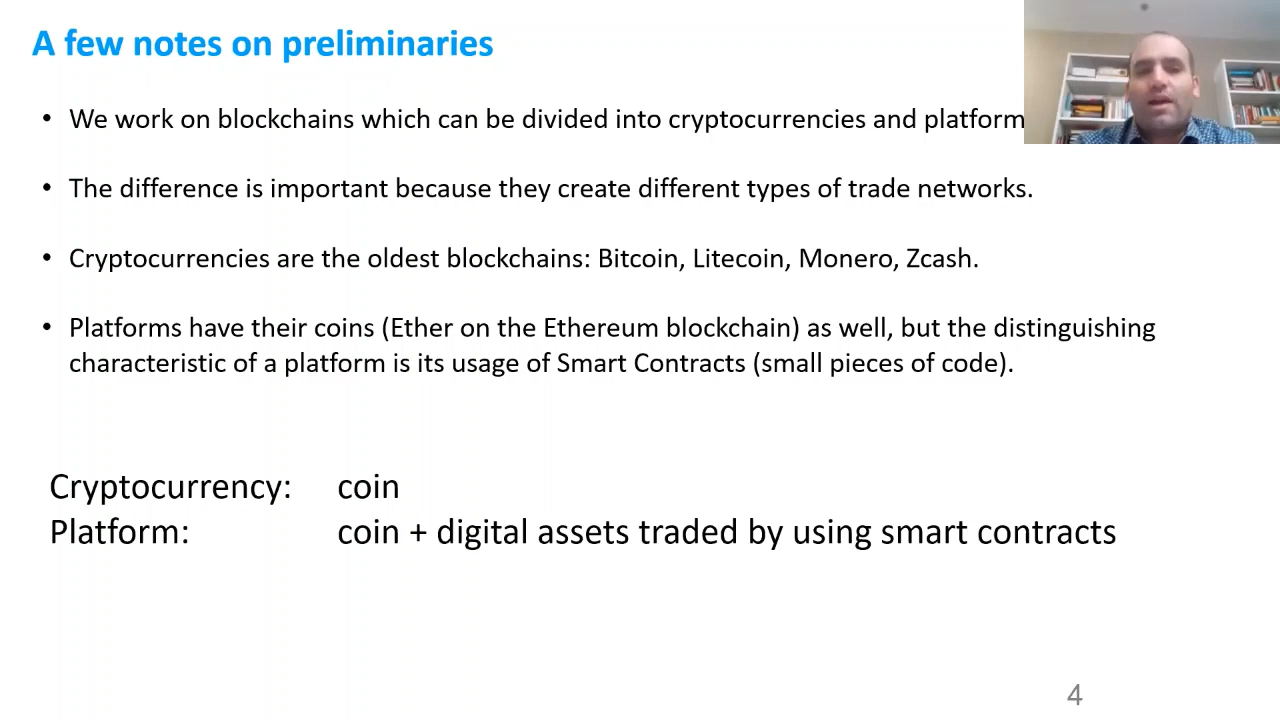 A few notes on preliminaries
• We work on blockchains which can be divided into cryptocurrencies and platform
• The difference is important because they create different types of trade networks.
• Cryptocurrencies are the oldest blockchains: Bitcoin, Litecoin, Monero, Zcash.
• Platforms have their coins (Ether on the Ethereum blockchain) as well, but the distinguishing
characteristic of a platform is its usage of Smart Contracts (small pieces of code).
Cryptocurrency: coin
Platform: coin + digital assets traded by using smart contracts
4